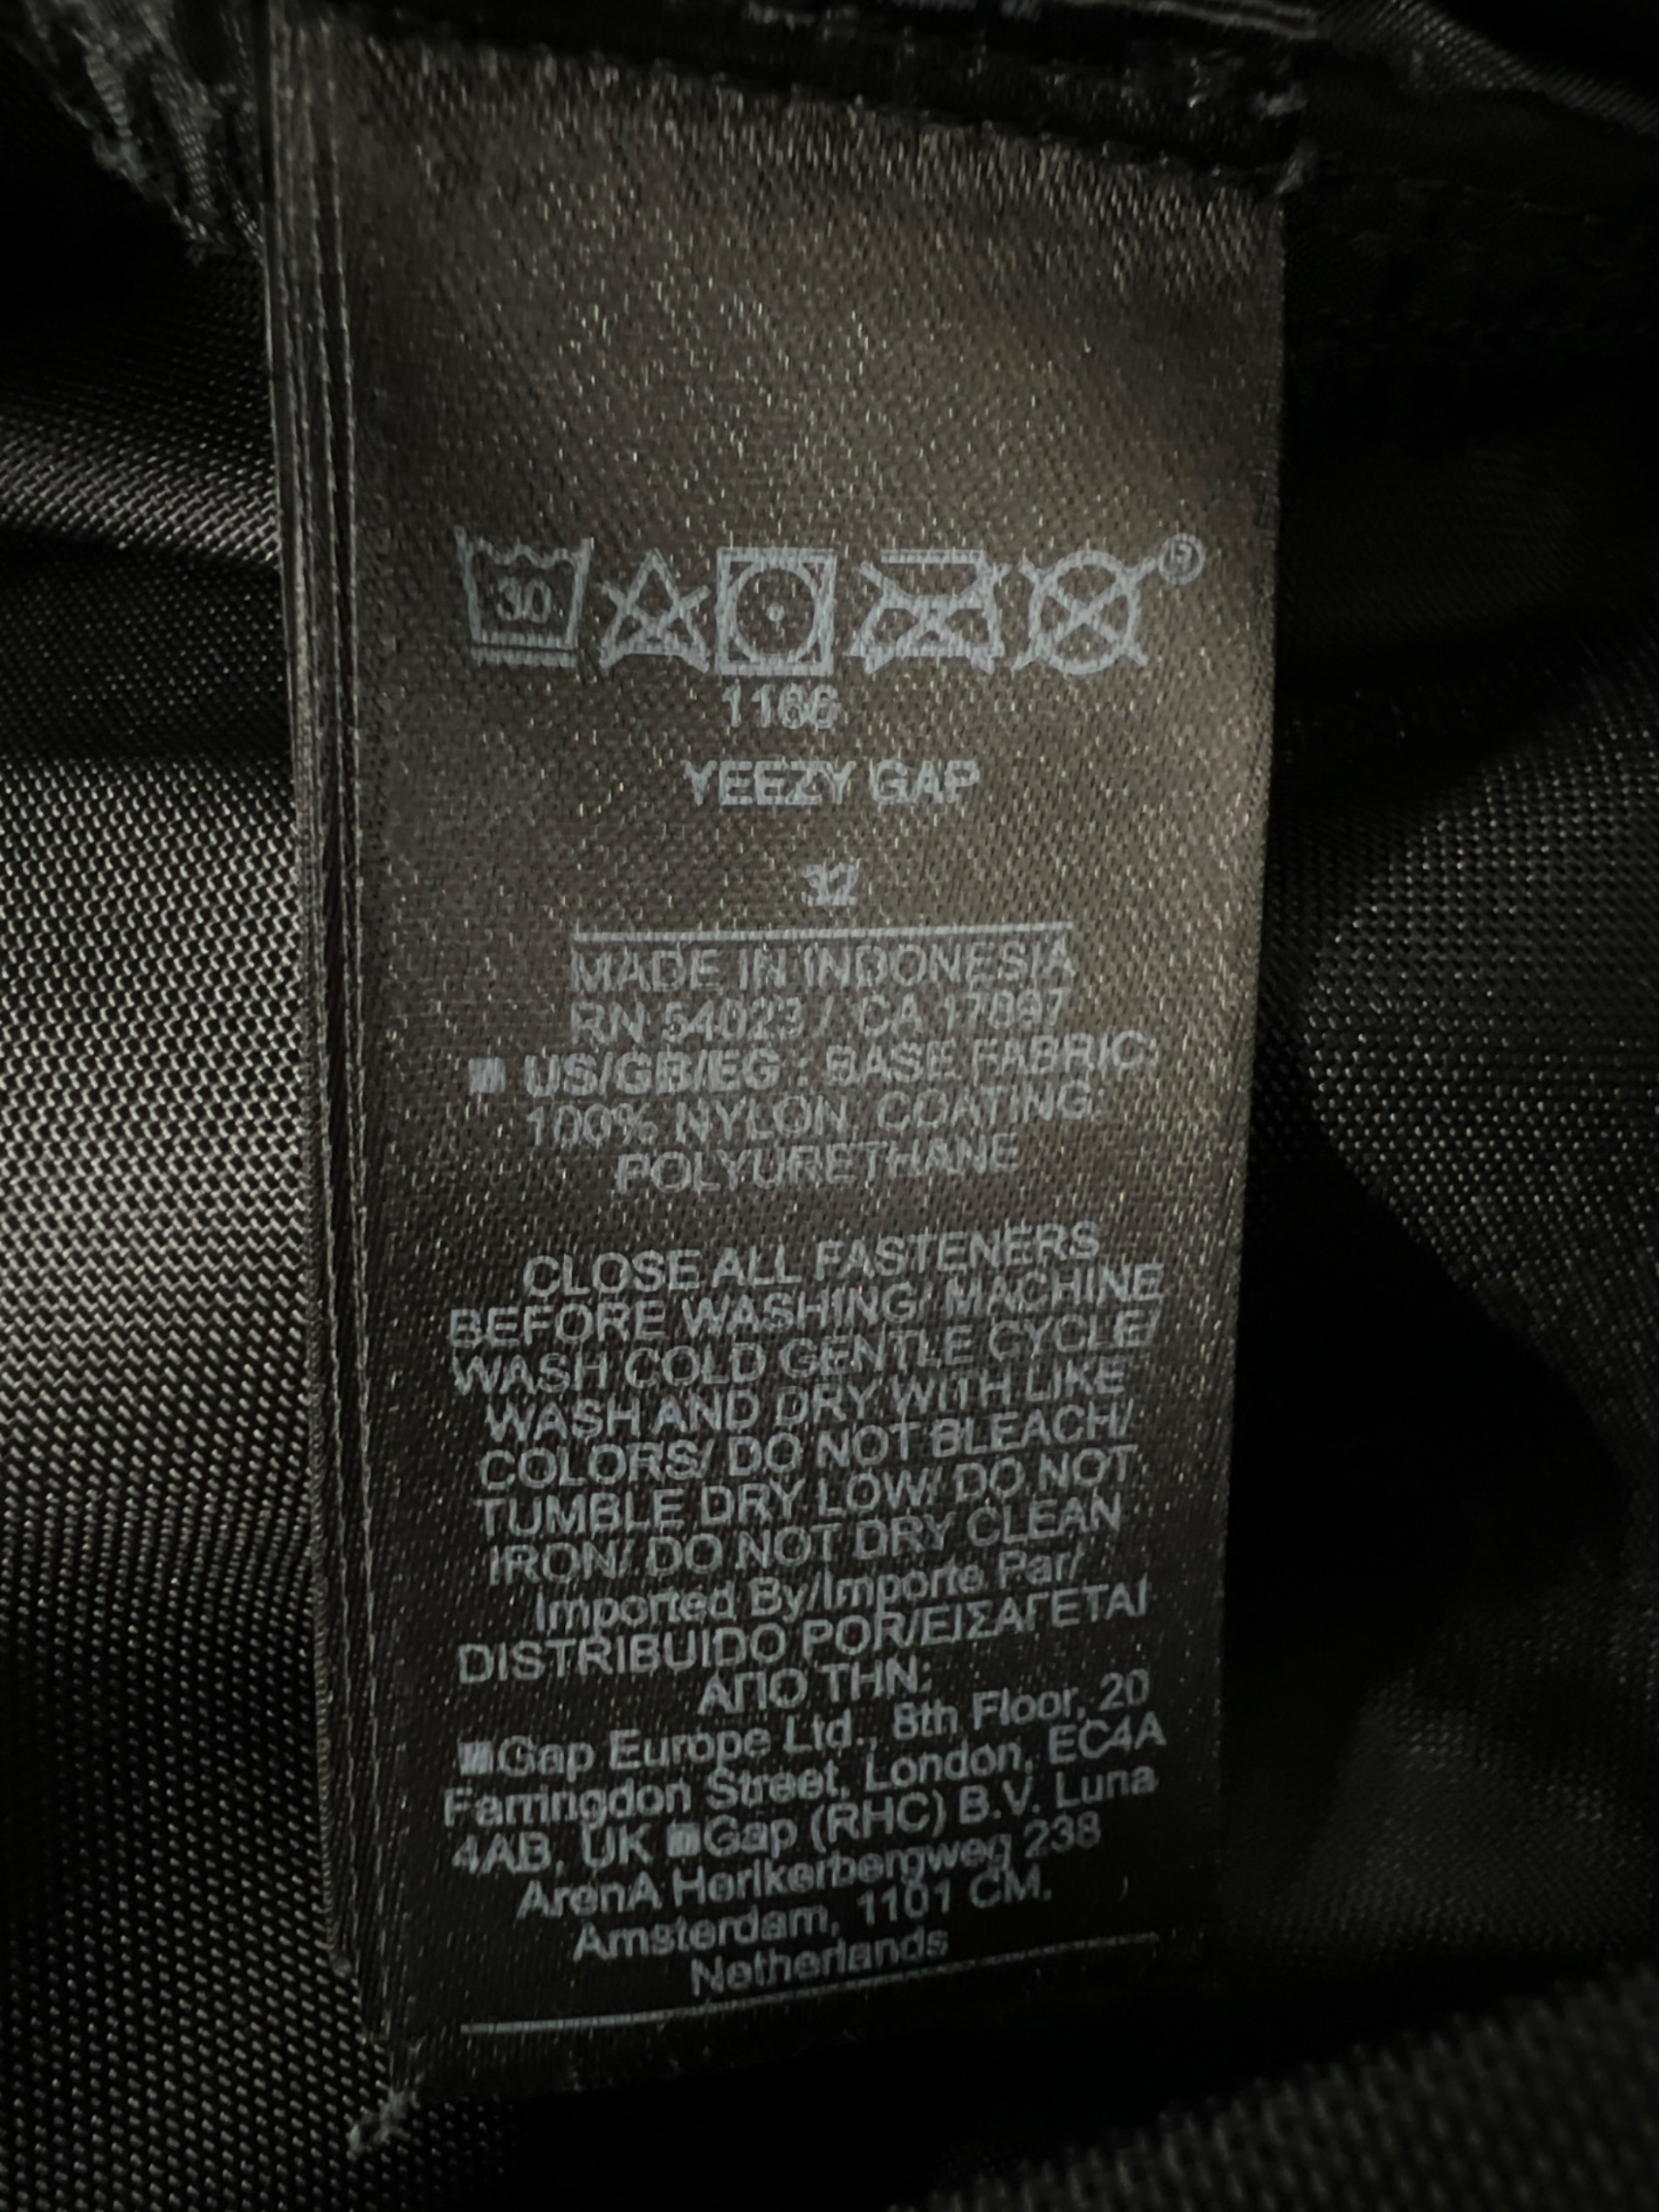 30
1166
YEEZY GAP
32
MADE IN INDONESIA
RN 54023 / CA 17897
■ US/GB/EG : BASE FABRIC:
100% NYLON. COATING:
POLYURETHANE
CLOSE ALL FASTENERS
BEFORE WASHING/ MACHINE
WASH COLD GENTLE CYCLE/
WASH AND DRY WITH LIKE
COLORS/ DO NOT BLEACH/
TUMBLE DRY LOW/ DO NOT
IRON/ DO NOT DRY CLEAN
Imported By/Importe Par/
DISTRIBUIDO POR/ΕΙΣΑΓΕΤΑΙ
ΑΠΟ ΤΗΝ:
■Gap Europe Ltd., 8th Floor, 20
Farringdon Street, London, EC4A
4AB, UK ■Gap (RHC) B.V. Luna
ArenA Herikerbergweg 238
Amsterdam, 1101 CM,
Netherlands